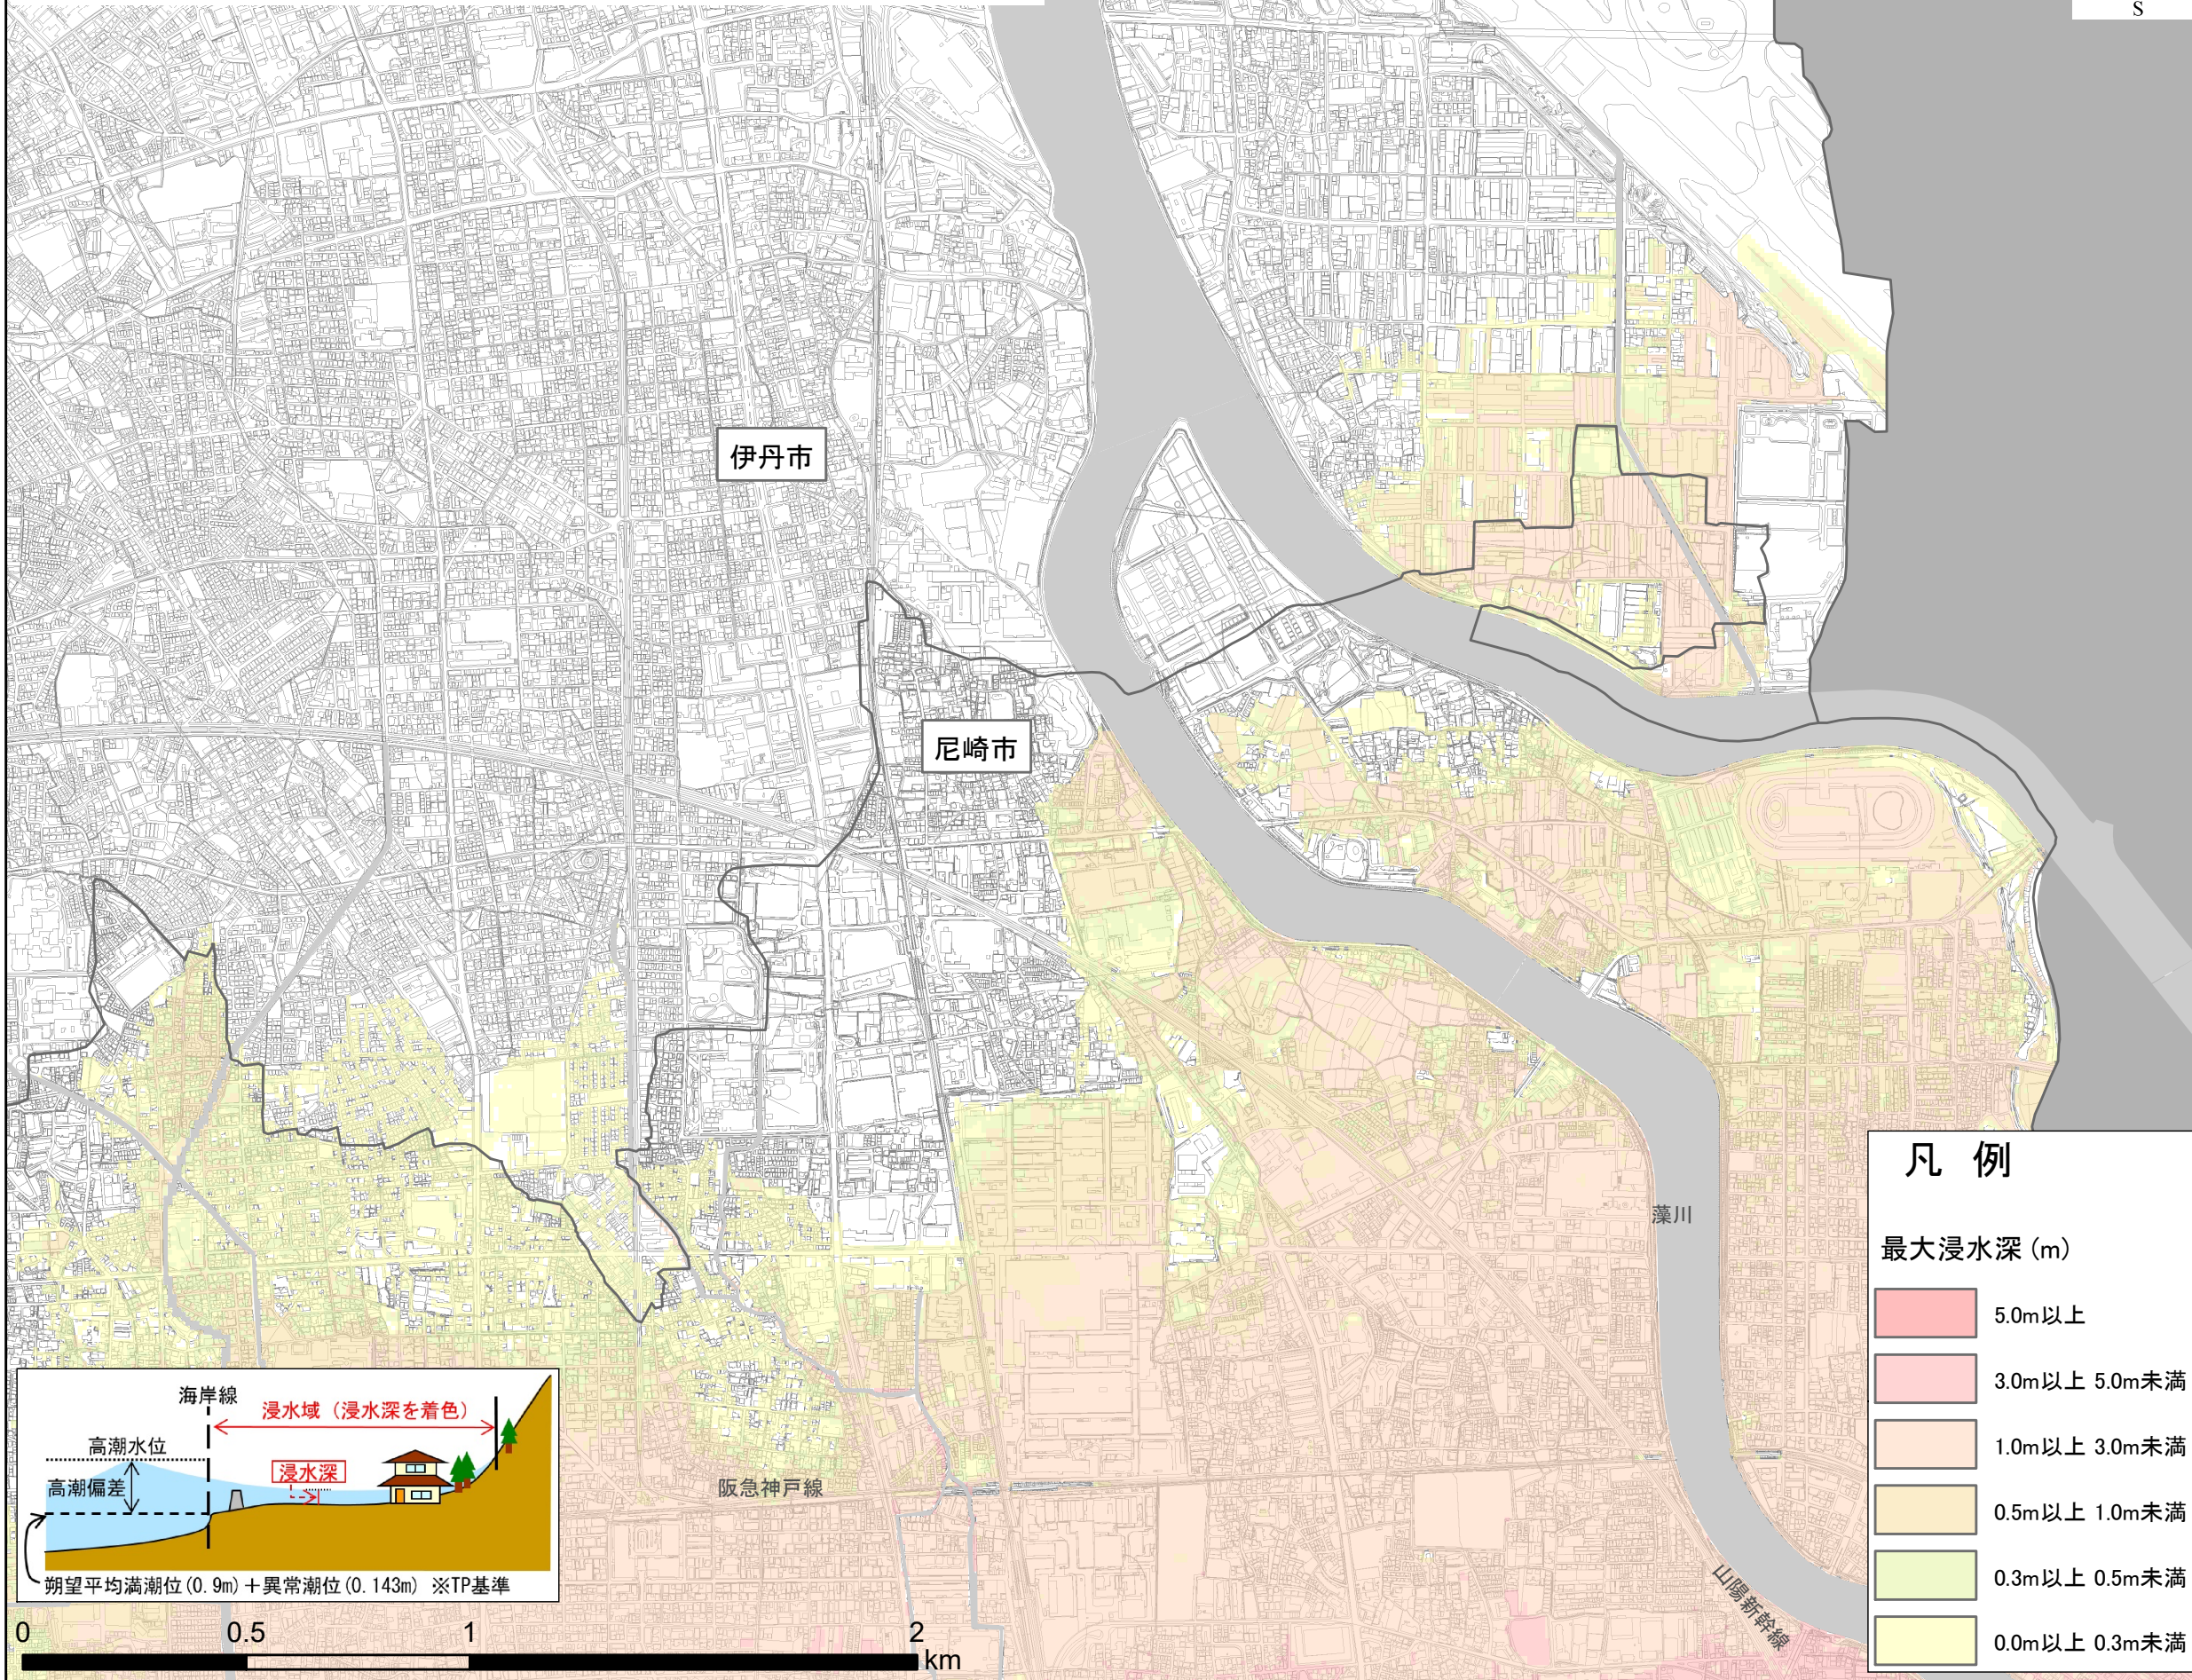 S
伊丹市
尼崎市
藻川
阪急神戸線
山陽新幹線
凡 例
最大浸水深(m)
5.0m以上
3.0m以上 5.0m未満
1.0m以上 3.0m未満
0.5m以上 1.0m未満
0.3m以上 0.5m未満
0.0m以上 0.3m未満
海岸線
浸水域（浸水深を着色）
高潮水位
浸水深
高潮偏差
朔望平均満潮位(0.9m)＋異常潮位(0.143m) ※TP基準
0 0.5 1 2
km